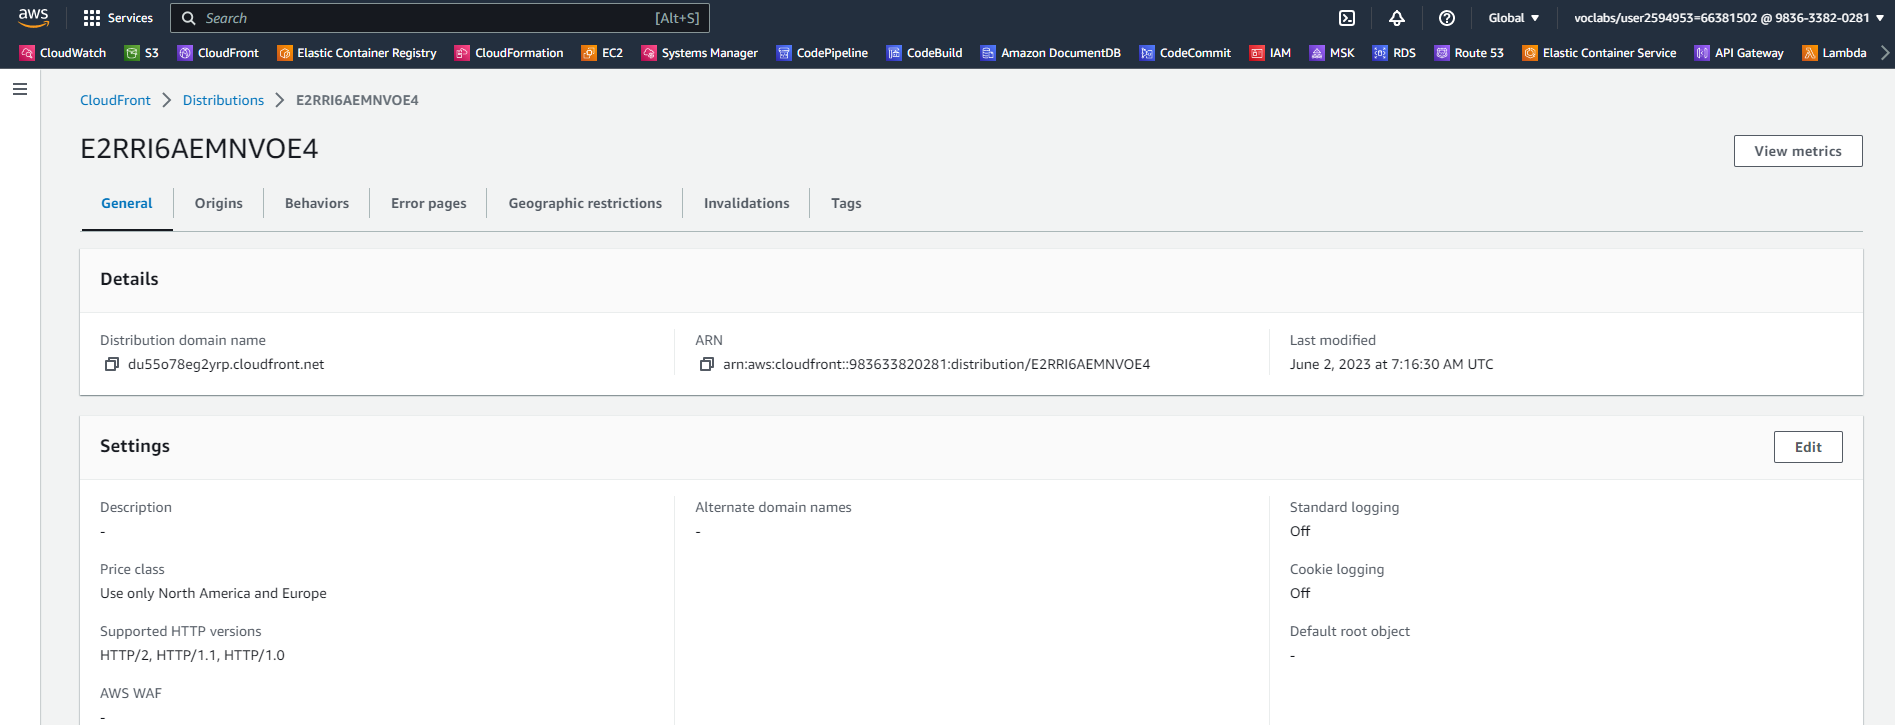 aws Services Search [Alt+S] Global voclabs/user2594953=66381502 @ 9836-3382-0281
CloudWatch S3 CloudFront Elastic Container Registry CloudFormation EC2 Systems Manager CodePipeline CodeBuild Amazon DocumentDB CodeCommit IAM MSK RDS Route 53 Elastic Container Service API Gateway Lambda
CloudFront Distributions E2RRI6AEMNVOE4
E2RRI6AEMNVOE4
View metrics
General Origins Behaviors Error pages Geographic restrictions Invalidations Tags
Details
Distribution domain name
du55o78eg2yrp.cloudfront.net
ARN
arn:aws:cloudfront::983633820281:distribution/E2RRI6AEMNVOE4
Last modified
June 2, 2023 at 7:16:30 AM UTC
Settings
Edit
Description
-
Price class
Use only North America and Europe
Supported HTTP versions
HTTP/2, HTTP/1.1, HTTP/1.0
AWS WAF
-
Alternate domain names
-
Standard logging
Off
Cookie logging
Off
Default root object
-